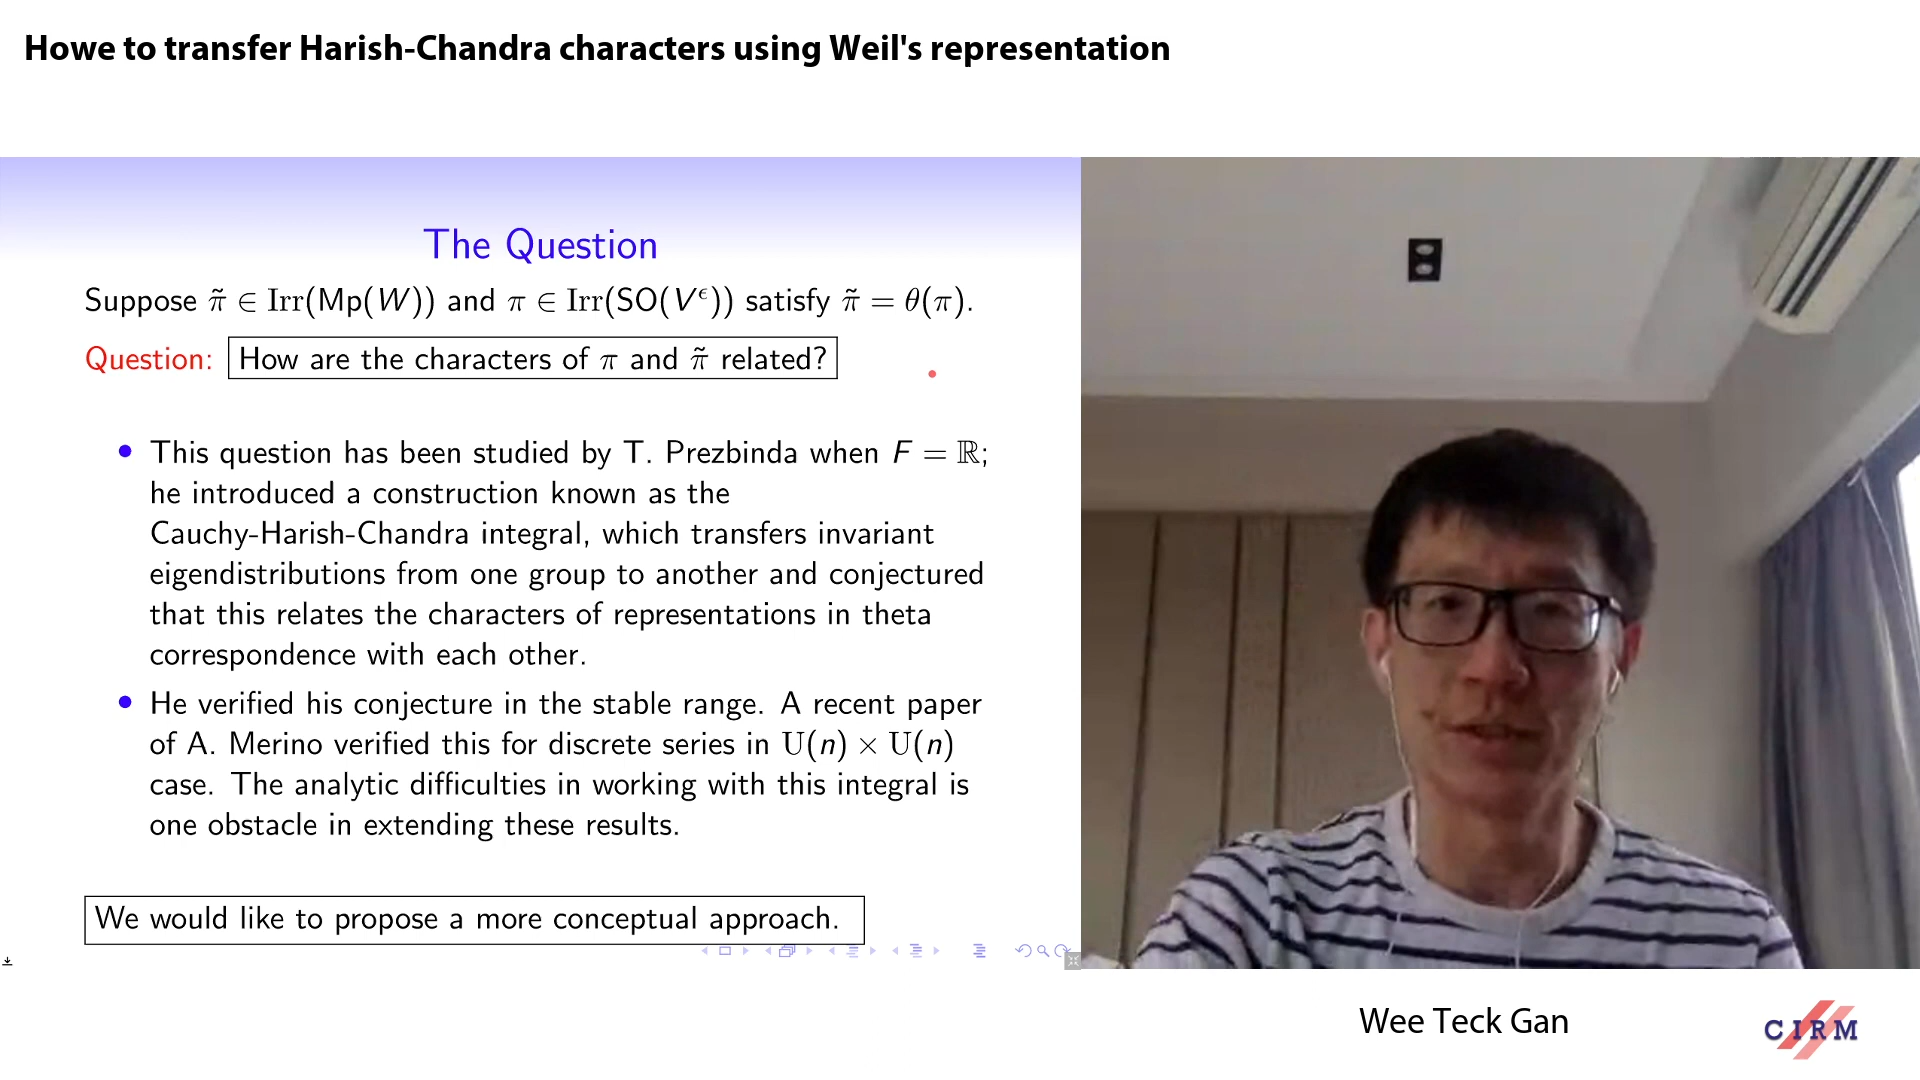 Howe to transfer Harish-Chandra characters using Weil's representation
The Question
Suppose π̃ ∈ Irr(Mp(W)) and π ∈ Irr(SO(V^ϵ)) satisfy π̃ = θ(π).
Question: How are the characters of π and π̃ related?
• This question has been studied by T. Prezbinda when F = ℝ;
he introduced a construction known as the
Cauchy-Harish-Chandra integral, which transfers invariant
eigendistributions from one group to another and conjectured
that this relates the characters of representations in theta
correspondence with each other.
• He verified his conjecture in the stable range. A recent paper
of A. Merino verified this for discrete series in U(n) × U(n)
case. The analytic difficulties in working with this integral is
one obstacle in extending these results.
We would like to propose a more conceptual approach.
Wee Teck Gan
CIRM